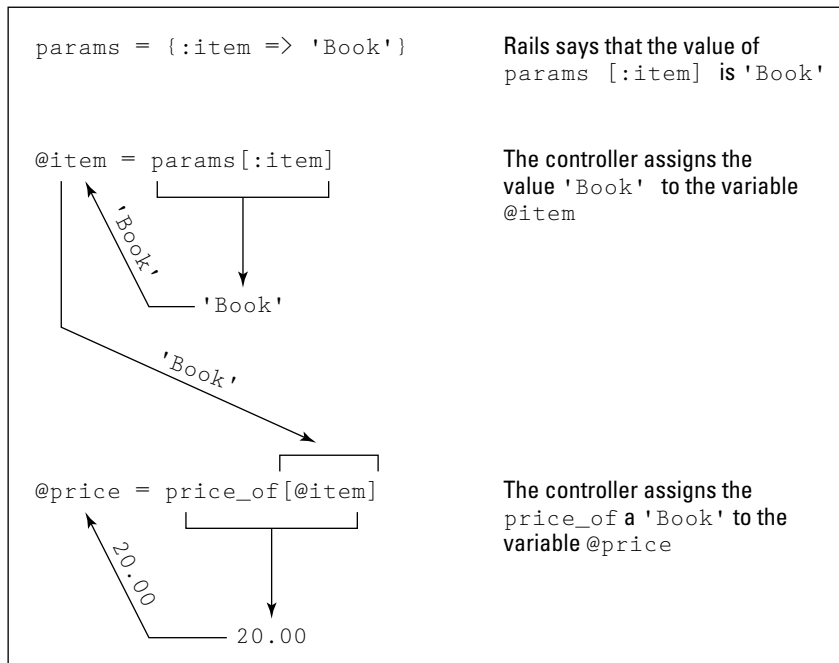 params = {:item => 'Book'}
Rails says that the value of
params [:item] is 'Book'
@item = params[:item]
The controller assigns the
value 'Book' to the variable
@item
'Book'
'Book'
'Book'
@price = price_of[@item]
The controller assigns the
price_of a 'Book' to the
variable @price
20.00
20.00